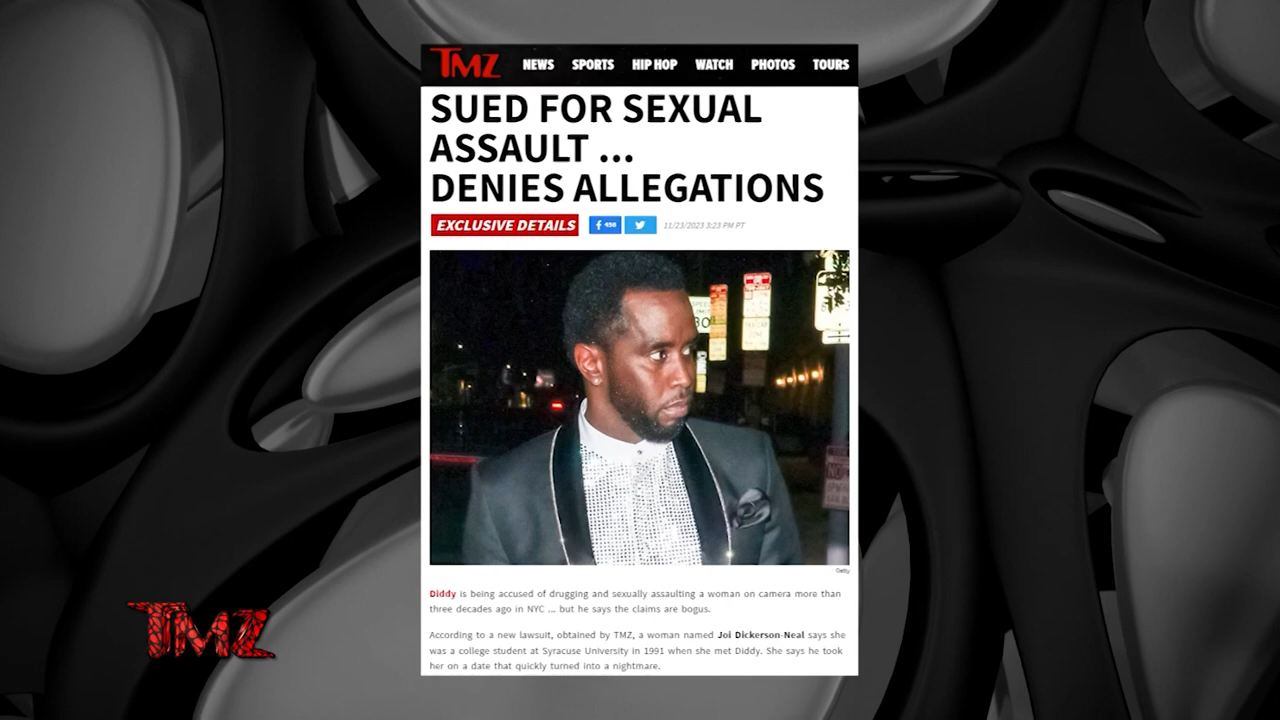 TMZ NEWS SPORTS HIP HOP WATCH PHOTOS TOURS
SUED FOR SEXUAL
ASSAULT ...
DENIES ALLEGATIONS
EXCLUSIVE DETAILS 456 11/23/2023 3:23 PM PT
Getty
Diddy is being accused of drugging and sexually assaulting a woman on camera more than
three decades ago in NYC ... but he says the claims are bogus.
According to a new lawsuit, obtained by TMZ, a woman named Joi Dickerson-Neal says she
was a college student at Syracuse University in 1991 when she met Diddy. She says he took
her on a date that quickly turned into a nightmare.
TMZ